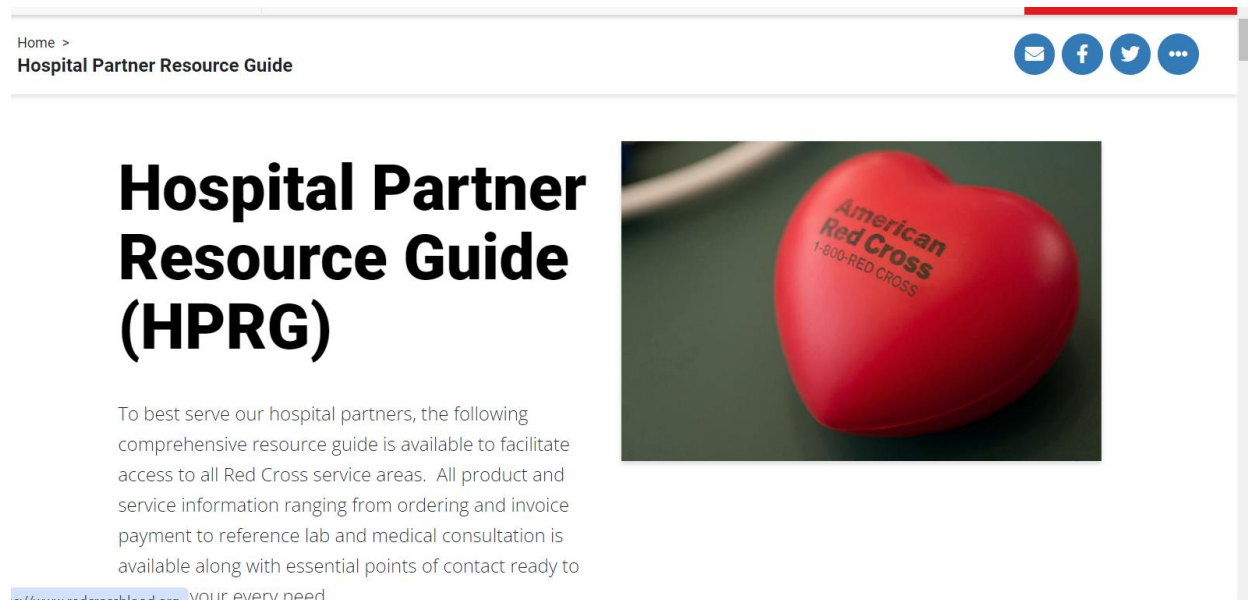 Home >
Hospital Partner Resource Guide
Hospital Partner
Resource Guide
(HPRG)
American
Red Cross
1-800-RED CROSS
To best serve our hospital partners, the following
comprehensive resource guide is available to facilitate
access to all Red Cross service areas. All product and
service information ranging from ordering and invoice
payment to reference lab and medical consultation is
available along with essential points of contact ready to
your every need